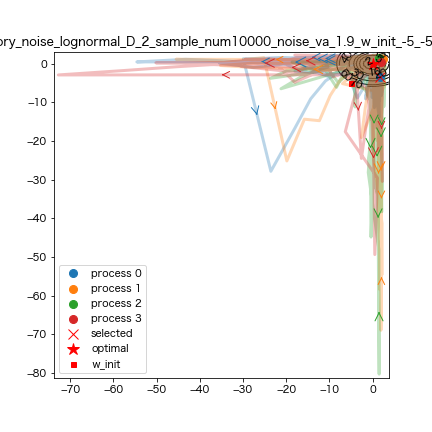 ory_noise_lognormal_D_2_sample_num10000_noise_va_1.9_w_init_-5_-5
0
−10
−20
−30
−40
−50
−60
−70
−80
process 0
process 1
process 2
process 3
selected
optimal
w_init
−70 −60 −50 −40 −30 −20 −10 0